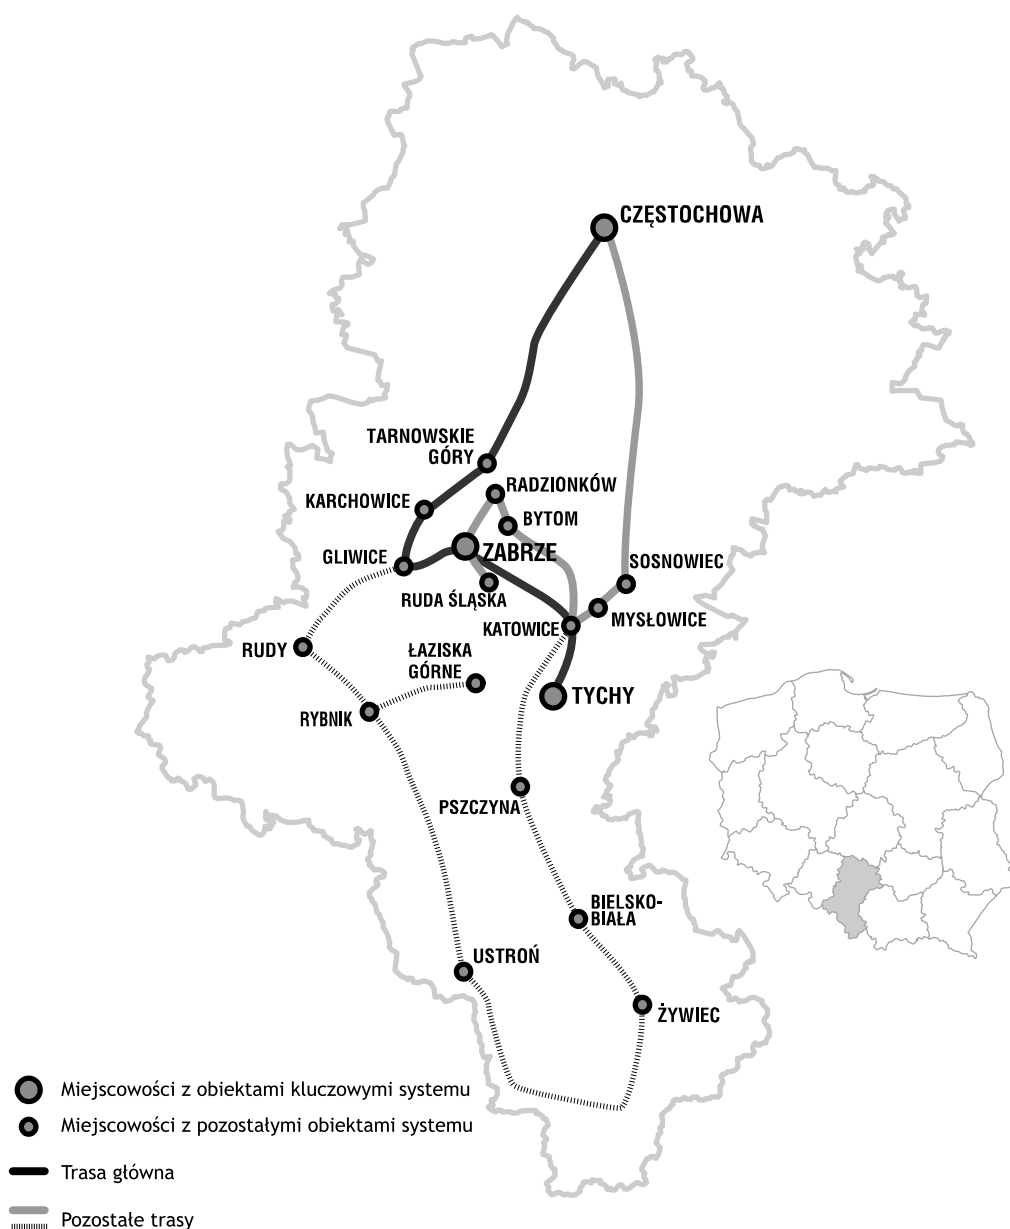 CZĘSTOCHOWA
TARNOWSKIE
GÓRY
RADZIONKÓW
KARCHOWICE
BYTOM
GLIWICE
ZABRZE
SOSNOWIEC
RUDA ŚLĄSKA
MYSŁOWICE
KATOWICE
RUDY
ŁAZISKA
GÓRNE
TYCHY
RYBNIK
PSZCZYNA
BIELSKO-
BIAŁA
USTROŃ
ŻYWIEC
Miejscowości z obiektami kluczowymi systemu
Miejscowości z pozostałymi obiektami systemu
Trasa główna
Pozostałe trasy